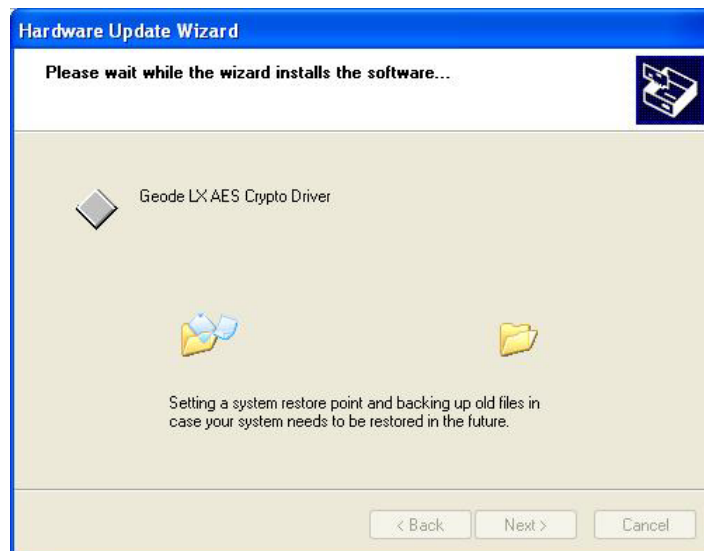 Hardware Update Wizard
Please wait while the wizard installs the software...
Geode LX AES Crypto Driver
Setting a system restore point and backing up old files in
case your system needs to be restored in the future.
< Back Next > Cancel